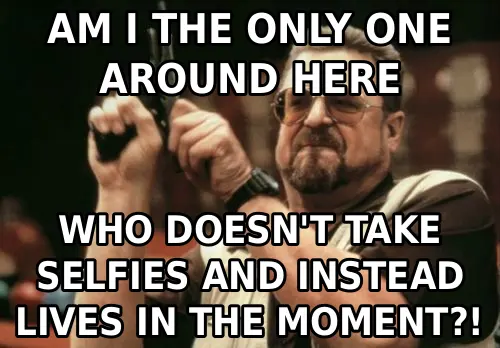 AM I THE ONLY ONE
AROUND HERE
WHO DOESN'T TAKE
SELFIES AND INSTEAD
LIVES IN THE MOMENT?!